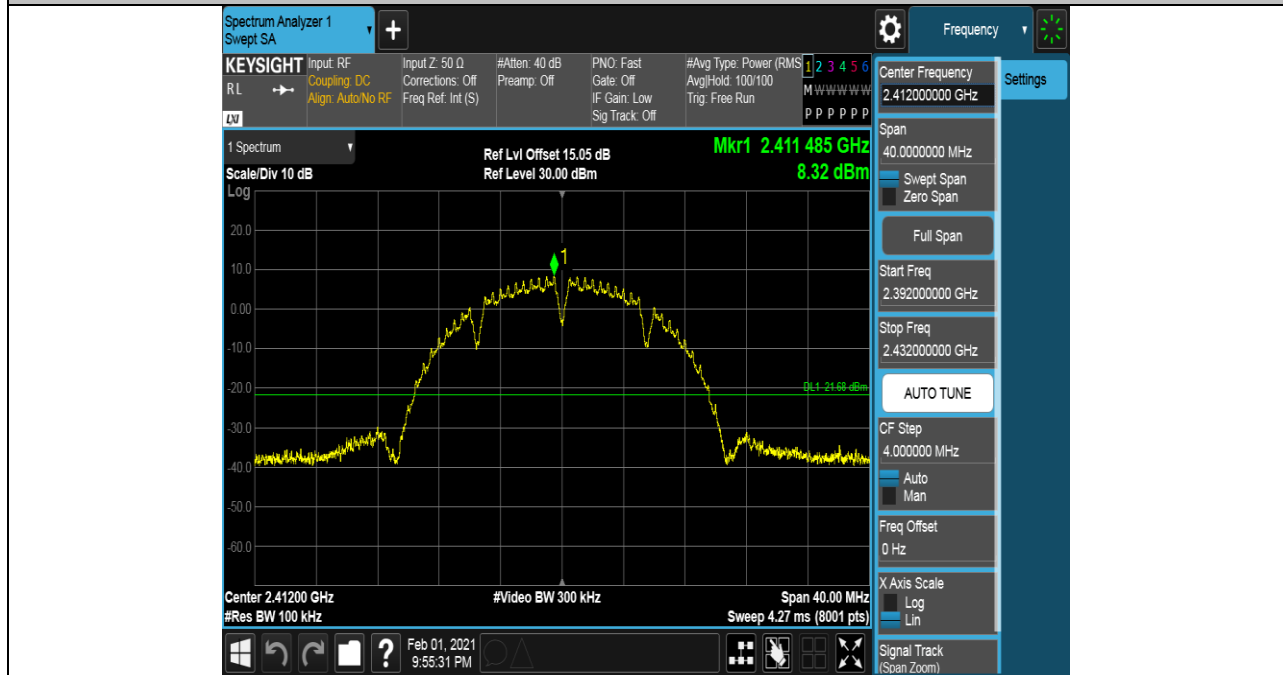 Spectrum Analyzer 1
Swept SA
+
Frequency
KEYSIGHT
RL
LXI
Input: RF
Coupling: DC
Align: Auto/No RF
Input Z: 50 Ω
Corrections: Off
Freq Ref: Int (S)
#Atten: 40 dB
Preamp: Off
PNO: Fast
Gate: Off
IF Gain: Low
Sig Track: Off
#Avg Type: Power (RMS
Avg|Hold: 100/100
Trig: Free Run
1 2 3 4 5 6
M W W W W W
P P P P P P
1 Spectrum
Scale/Div 10 dB
Log
Ref Lvl Offset 15.05 dB
Ref Level 30.00 dBm
Mkr1 2.411 485 GHz
8.32 dBm
20.0
10.0
0.00
-10.0
-20.0
-30.0
-40.0
-50.0
-60.0
1
DL1 -21.68 dBm
Center 2.41200 GHz
#Res BW 100 kHz
#Video BW 300 kHz
Span 40.00 MHz
Sweep 4.27 ms (8001 pts)
?
Feb 01, 2021
9:55:31 PM
Center Frequency
2.412000000 GHz
Span
40.0000000 MHz
Swept Span
Zero Span
Full Span
Start Freq
2.392000000 GHz
Stop Freq
2.432000000 GHz
AUTO TUNE
CF Step
4.000000 MHz
Auto
Man
Freq Offset
0 Hz
X Axis Scale
Log
Lin
Signal Track
(Span Zoom)
Settings